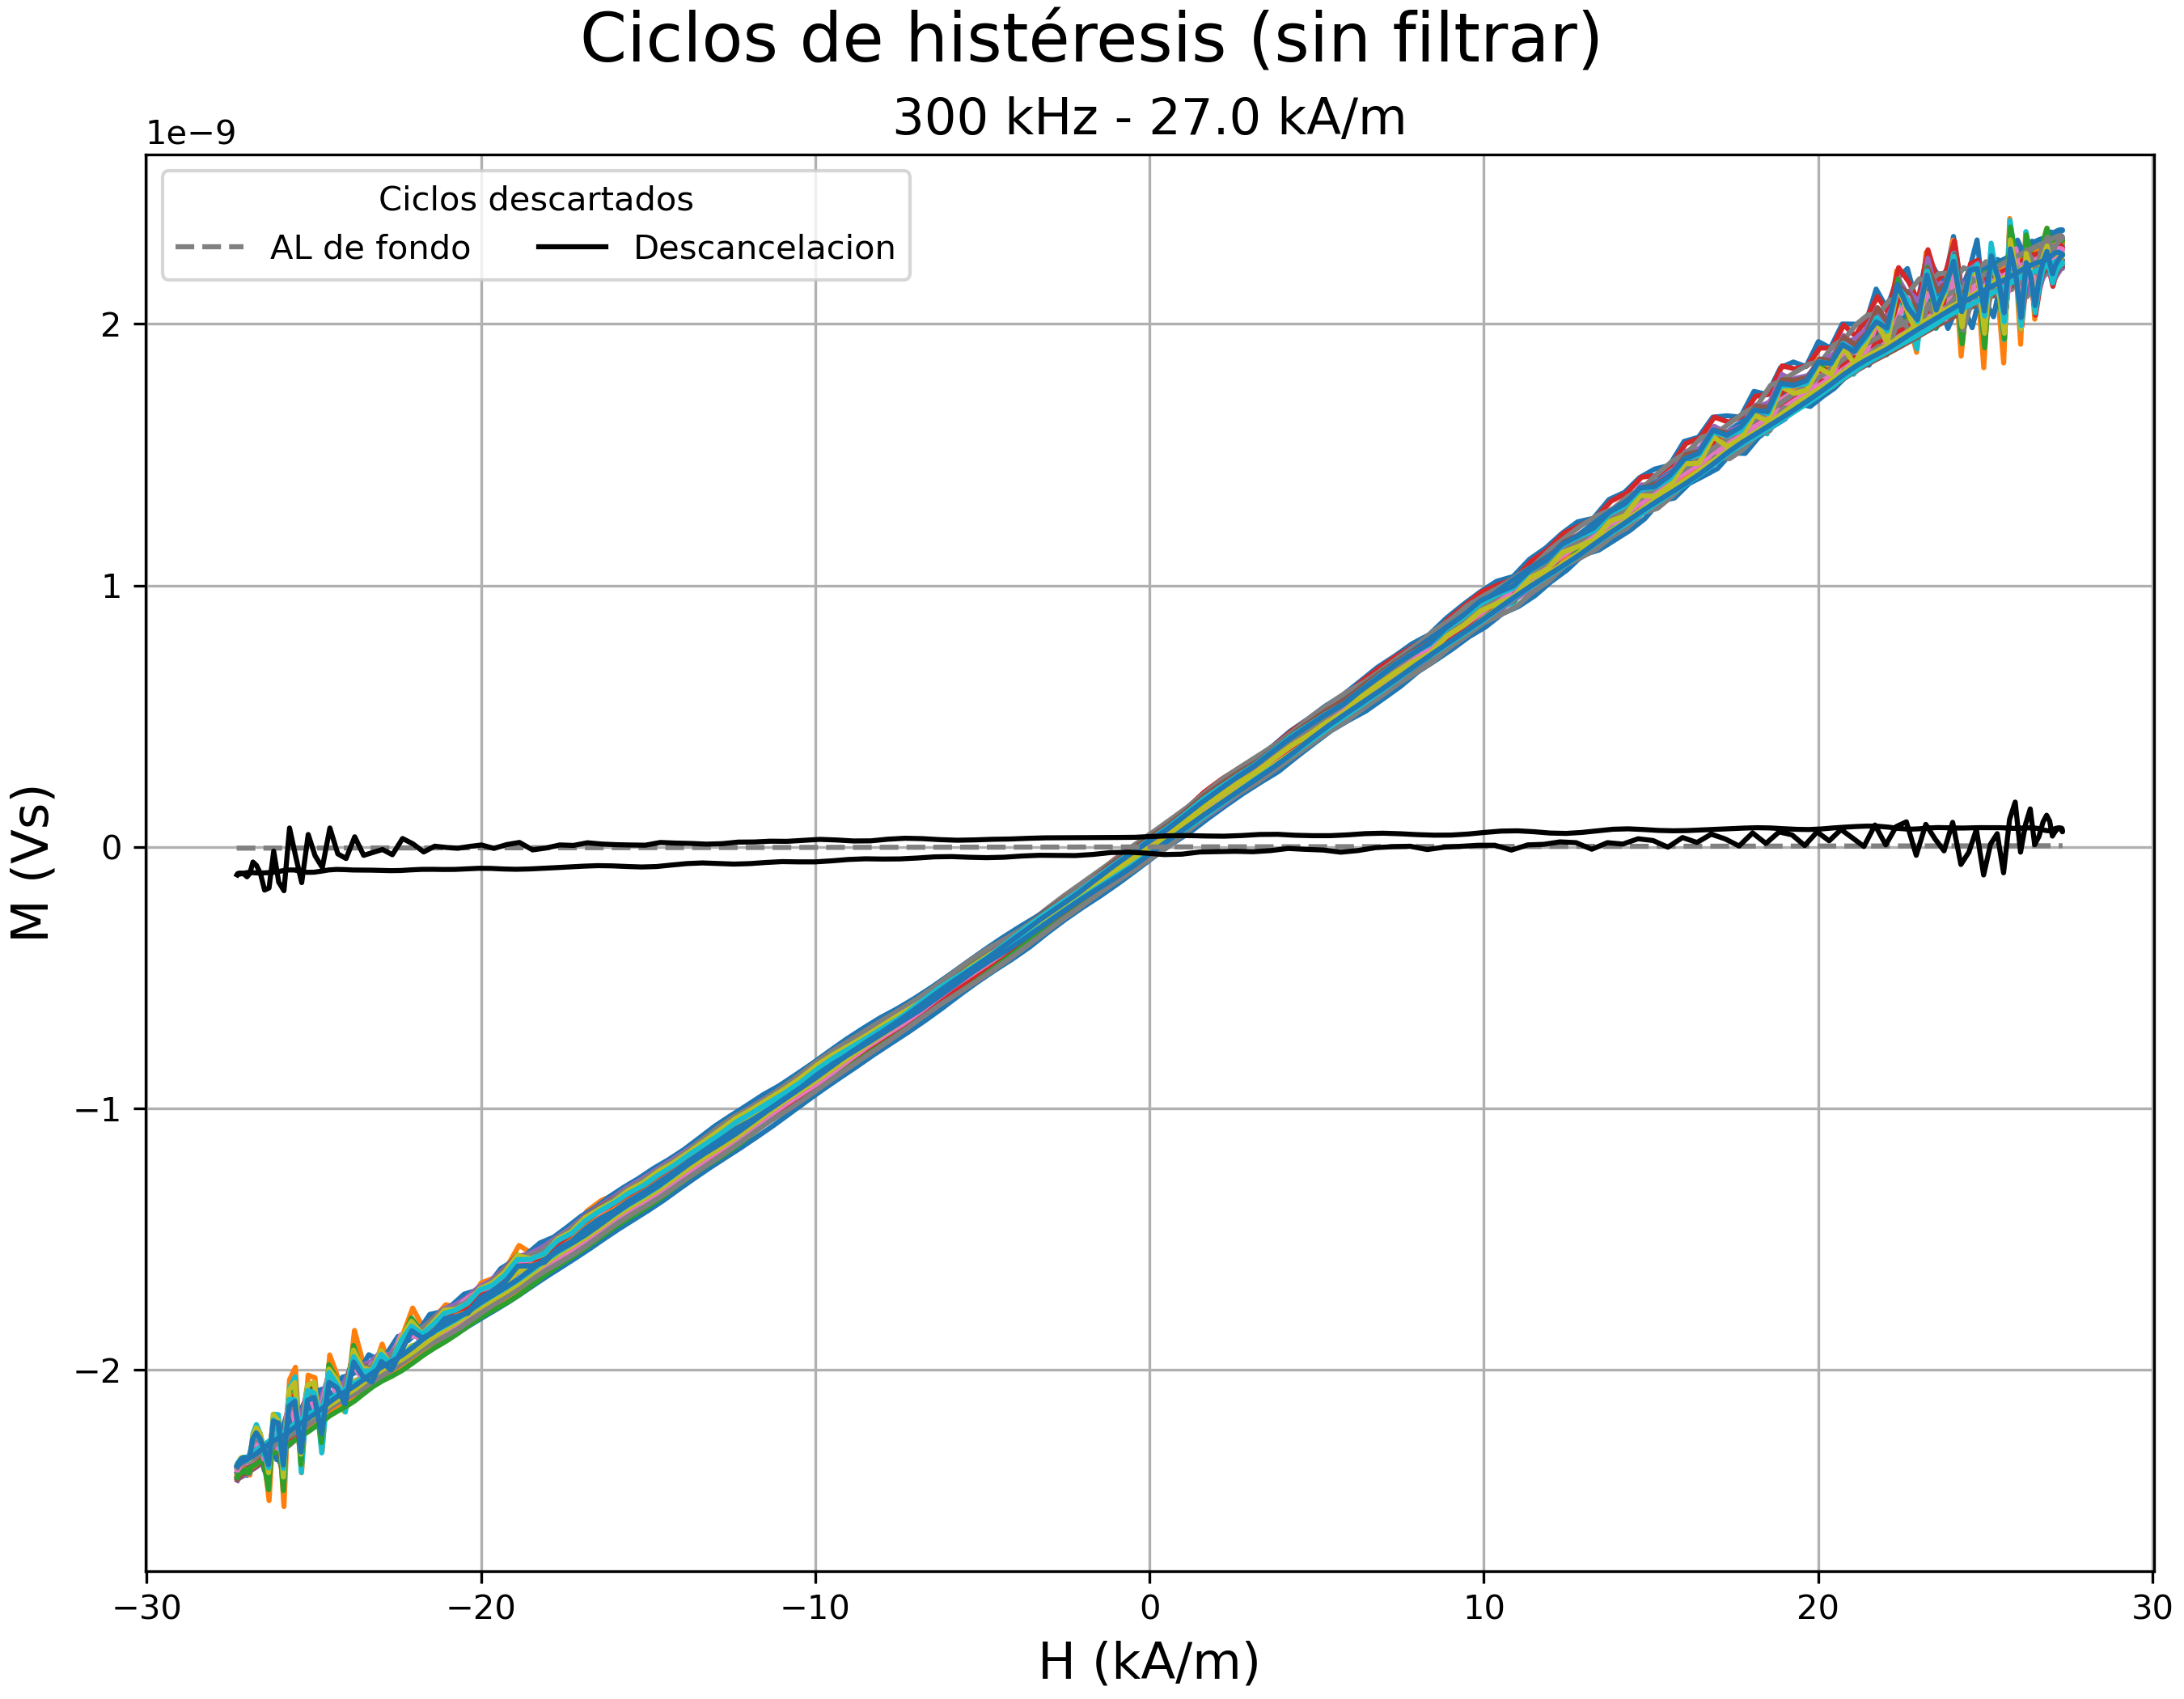 Ciclos de histéresis (sin filtrar)
300 kHz - 27.0 kA/m
1e−9
Ciclos descartados
AL de fondo
Descancelacion
2
1
0
−1
−2
M (Vs)
−30
−20
−10
0
10
20
30
H (kA/m)